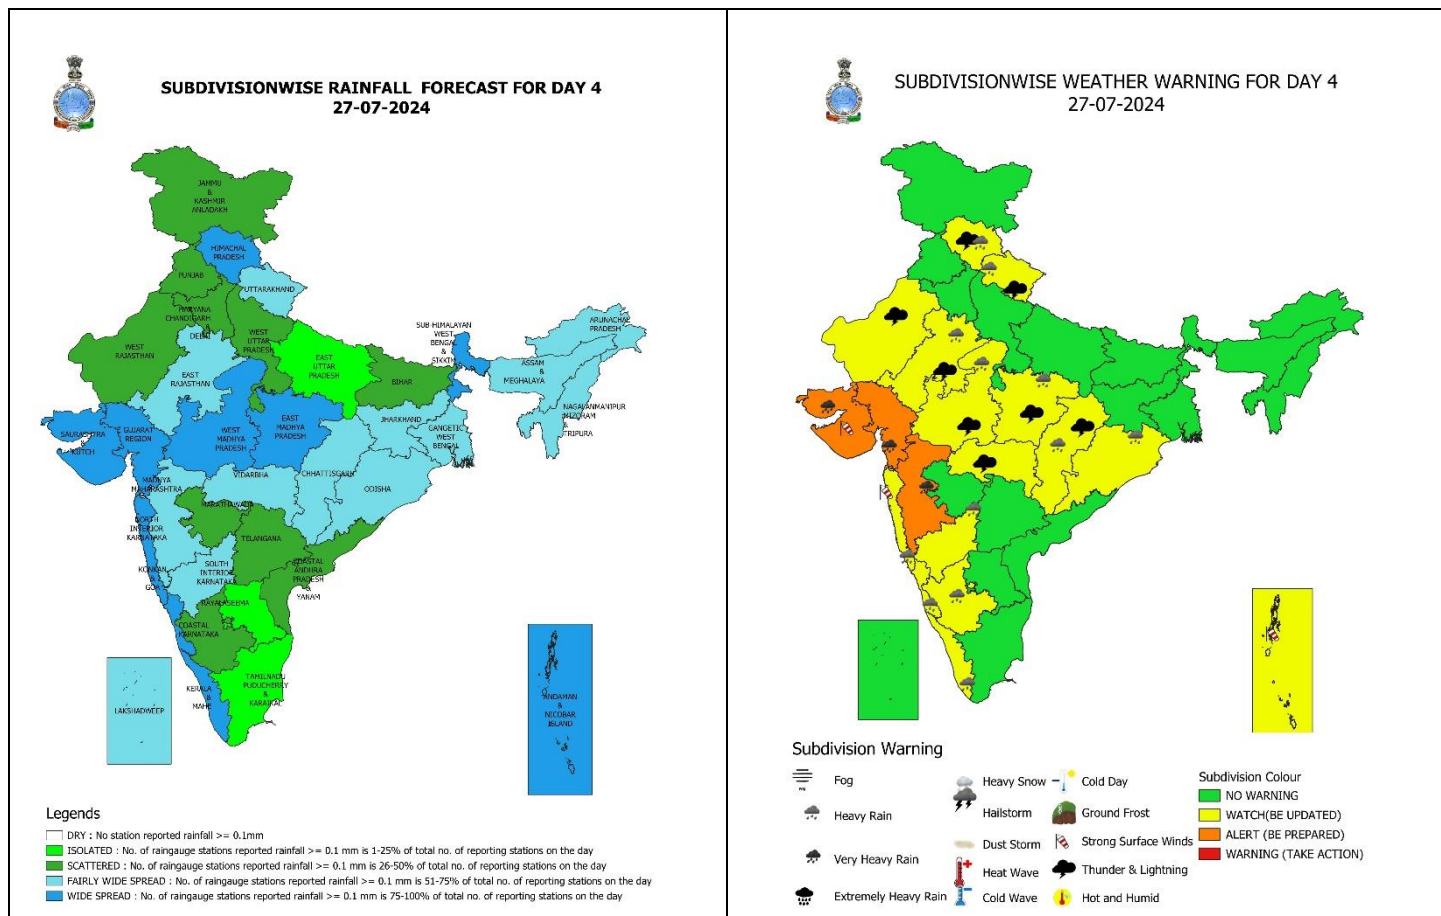 SUBDIVISIONWISE RAINFALL FORECAST FOR DAY 4
27-07-2024
JAMMU
&
KASHMIR
ANLADAKH
HIMACHAL
PRADESH
PUNJAB
UTTARAKHAND
HARYANA
CHANDIGARH &
DELHI
WEST
UTTAR
PRADESH
WEST
RAJASTHAN
EAST
UTTAR
PRADESH
SUB-HIMALAYAN
WEST
BENGAL
&
SIKKIM
ARUNACHAL
PRADESH
ASSAM
&
MEGHALAYA
EAST
RAJASTHAN
BIHAR
NAGALANMANIPUR
MIZORAM
&
TRIPURA
JHARKHAND
GANGETIC
WEST
BENGAL
SAURASHTRA
&
KUTCH
GUJARAT
REGION
WEST
MADHYA
PRADESH
EAST
MADHYA
PRADESH
CHHATTISGARH
VIDARBHA
ODISHA
MADHYA
MAHARASHTRA
MARATHAWADA
NORTH
INTERIOR
KARNATAKA
TELANGANA
KONKAN
&
GOA
SOUTH
INTERIOR
KARNATAKA
COASTAL
ANDHRA
PRADESH
&
YANAM
RAYALASEEMA
COASTAL
KARNATAKA
KERALA
&
MAHE
TAMILNADU
PUDUCHERRY
&
KARAIKAL
LAKSHADWEEP
ANDAMAN
&
NICOBAR
ISLAND
Legends
DRY : No station reported rainfall >= 0.1mm
ISOLATED : No. of raingauge stations reported rainfall >= 0.1 mm is 1-25% of total no. of reporting stations on the day
SCATTERED : No. of raingauge stations reported rainfall >= 0.1 mm is 26-50% of total no. of reporting stations on the day
FAIRLY WIDE SPREAD : No. of raingauge stations reported rainfall >= 0.1 mm is 51-75% of total no. of reporting stations on the day
WIDE SPREAD : No. of raingauge stations reported rainfall >= 0.1 mm is 75-100% of total no. of reporting stations on the day
SUBDIVISIONWISE WEATHER WARNING FOR DAY 4
27-07-2024
Subdivision Warning
Fog
Heavy Rain
Very Heavy Rain
Extremely Heavy Rain
Heavy Snow
Hailstorm
Dust Storm
Heat Wave
Cold Wave
Cold Day
Ground Frost
Strong Surface Winds
Thunder & Lightning
Hot and Humid
Subdivision Colour
NO WARNING
WATCH(BE UPDATED)
ALERT (BE PREPARED)
WARNING (TAKE ACTION)